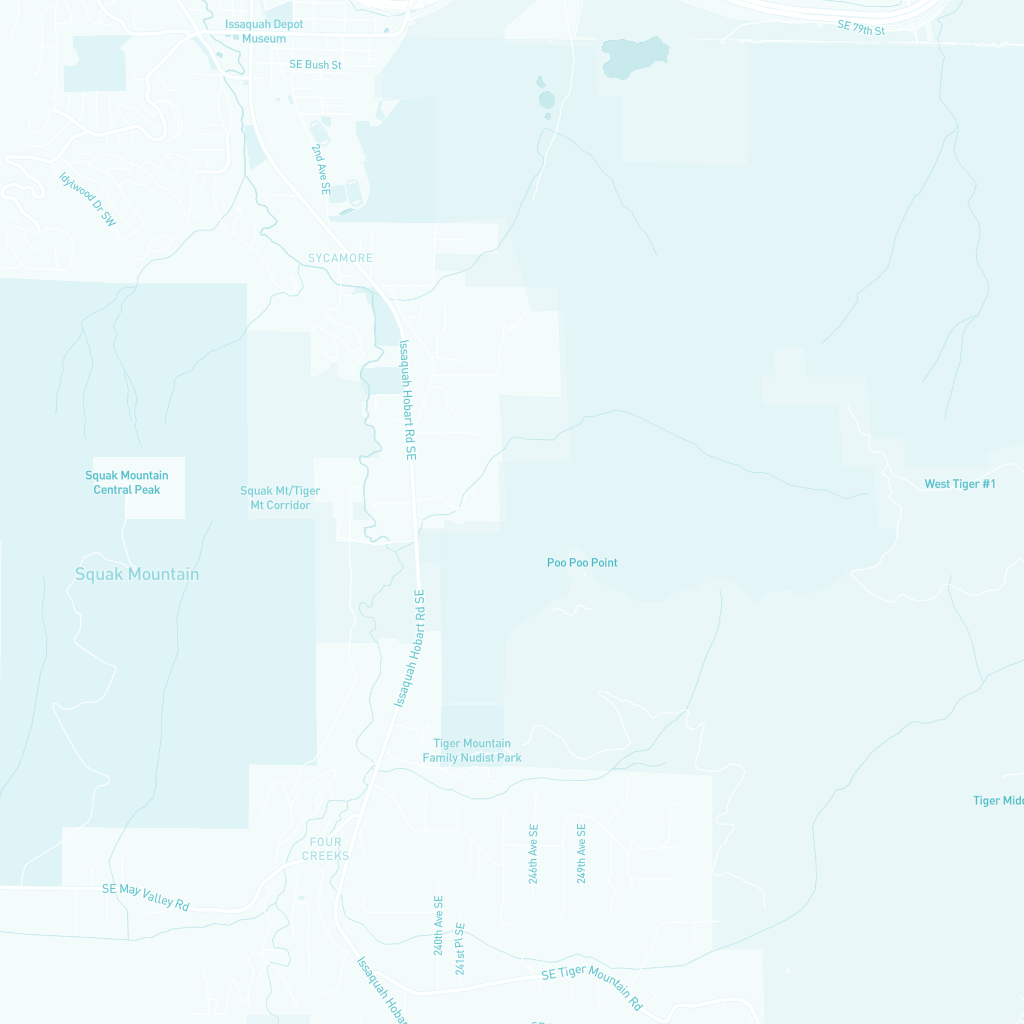 Issaquah Depot
Museum
SE 79th St
SE Bush St
2nd Ave SE
Idylwood Dr SW
SYCAMORE
Issaquah Hobart Rd SE
Squak Mountain
Central Peak
Squak Mt/Tiger
Mt Corridor
West Tiger #1
Poo Poo Point
Squak Mountain
Issaquah Hobart Rd SE
Tiger Mountain
Family Nudist Park
Tiger Midd
FOUR
CREEKS
246th Ave SE
249th Ave SE
SE May Valley Rd
240th Ave SE
241st Pl SE
Issaquah Hobar
SE Tiger Mountain Rd